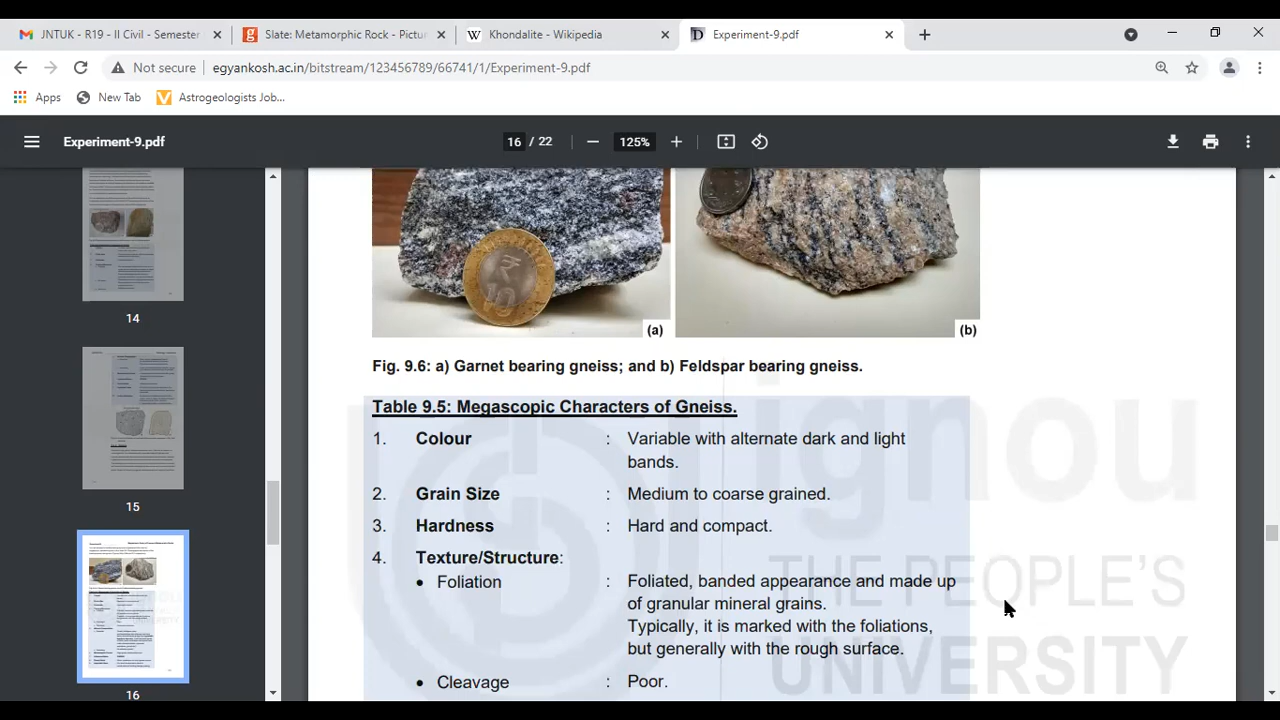 JNTUK - R19 - II Civil - Semester
Slate: Metamorphic Rock - Pictu
Khondalite - Wikipedia
Experiment-9.pdf
Not secure
egyankosh.ac.in/bitstream/123456789/66741/1/Experiment-9.pdf
Apps
New Tab
Astrogeologists Job...
Experiment-9.pdf
16 / 22
125%
14
15
16
₹
10
(a)
(b)
Fig. 9.6: a) Garnet bearing gneiss; and b) Feldspar bearing gneiss.
Table 9.5: Megascopic Characters of Gneiss.
1. Colour : Variable with alternate dark and light
bands.
2. Grain Size : Medium to coarse grained.
3. Hardness : Hard and compact.
4. Texture/Structure:
• Foliation : Foliated, banded appearance and made up
of granular mineral grains.
Typically, it is marked with the foliations,
but generally with the rough surface.
• Cleavage : Poor.
ignou
THE PEOPLE'S
UNIVERSITY